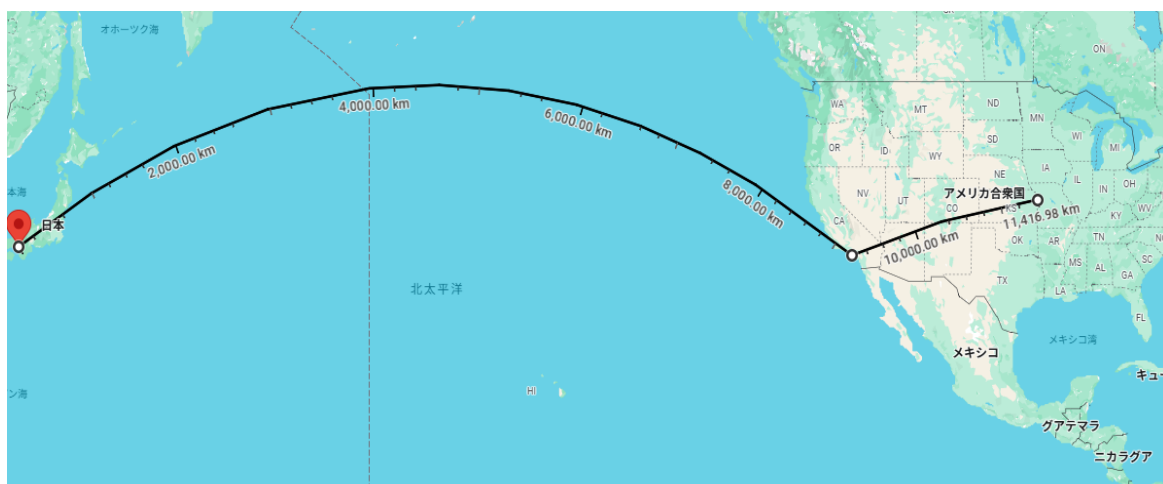 オホーツク海
ON
4,000.00 km
6,000.00 km
WA
MT
ND
MN
OR
ID
SD
WI
MI
WY
2,000.00 km
NE
IA
本海
8,000.00 km
NV
UT
CO
アメリカ合衆国
IL
IN
OH
KS
11,416.98 km
WV
KY
日本
CA
10,000.00 km
OK
AR
TN
NC
MS
AL
SC
GA
TX
LA
北太平洋
FL
メキシコ湾
メキシコ
HI
キュー
ン海
グアテマラ
ニカラグア